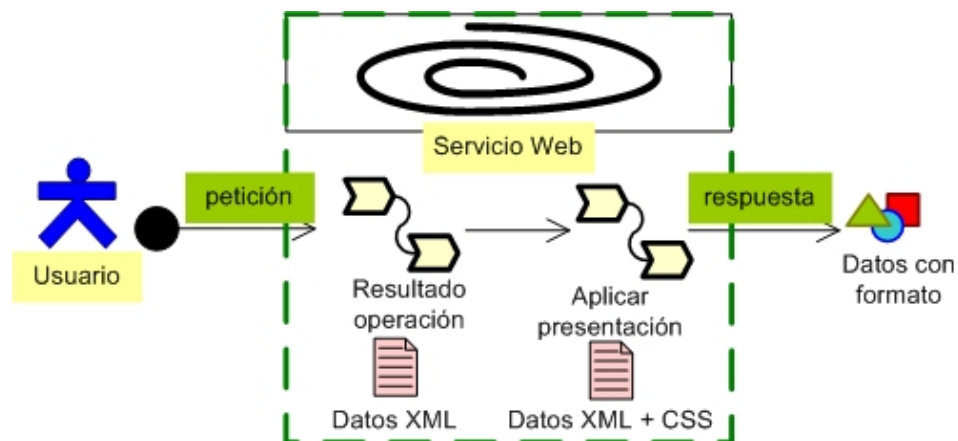 Servicio Web
petición
respuesta
Usuario
Resultado
operación
Aplicar
presentación
Datos con
formato
Datos XML
Datos XML + CSS